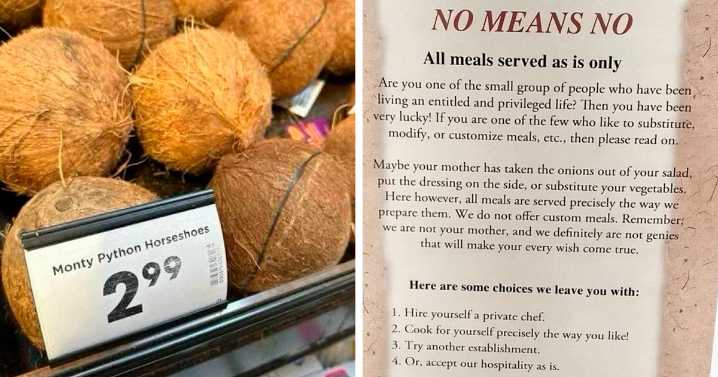 Monty Python Horseshoes
2⁹⁹
NO MEANS NO
All meals served as is only
Are you one of the small group of people who have been
living an entitled and privileged life? Then you have been
very lucky! If you are one of the few who like to substitute,
modify, or customize meals, etc., then please read on.
Maybe your mother has taken the onions out of your salad,
put the dressing on the side, or substitute your vegetables.
Here however, all meals are served precisely the way we
prepare them. We do not offer custom meals. Remember;
we are not your mother, and we definitely are not genies
that will make your every wish come true.
Here are some choices we leave you with:
1. Hire yourself a private chef.
2. Cook for yourself precisely the way you like!
3. Try another establishment.
4. Or, accept our hospitality as is.